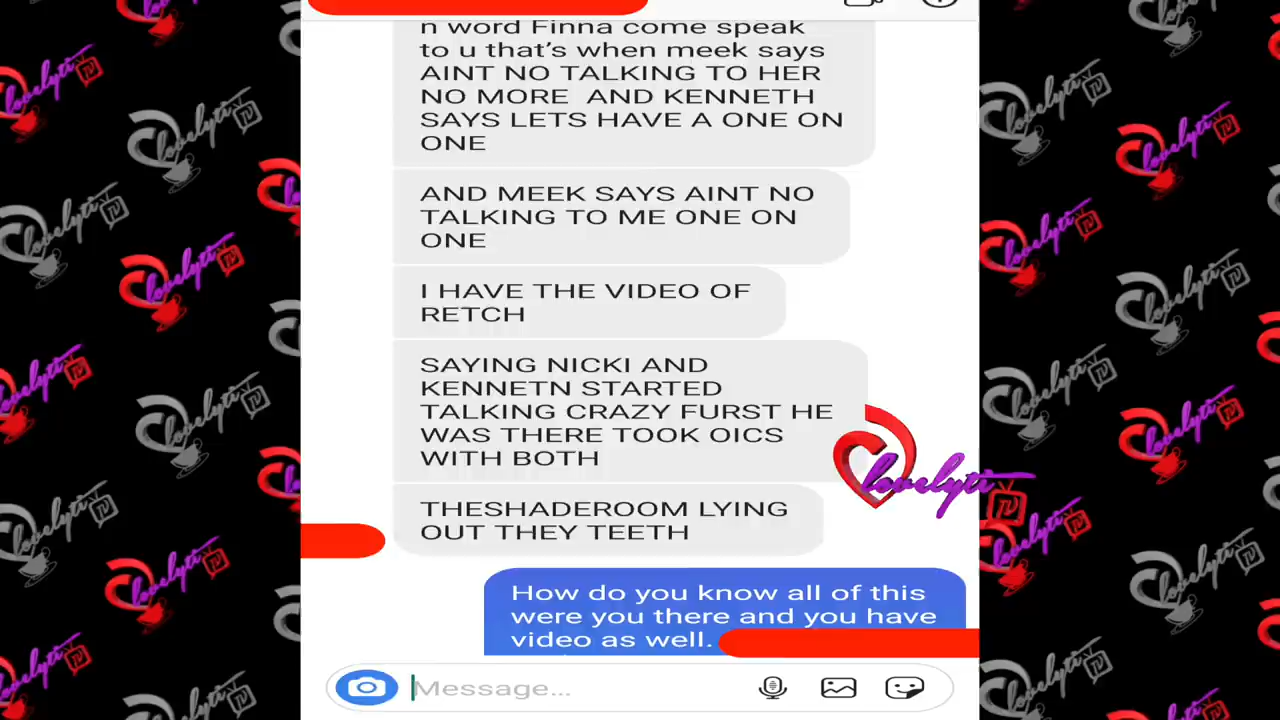 n word Finna come speak
to u that's when meek says
AINT NO TALKING TO HER
NO MORE AND KENNETH
SAYS LETS HAVE A ONE ON
ONE
AND MEEK SAYS AINT NO
TALKING TO ME ONE ON
ONE
I HAVE THE VIDEO OF
RETCH
SAYING NICKI AND
KENNETN STARTED
TALKING CRAZY FURST HE
WAS THERE TOOK OICS
WITH BOTH
lovelyti
TV
THESHADEROOM LYING
OUT THEY TEETH
How do you know all of this
were you there and you have
video as well.
Message...